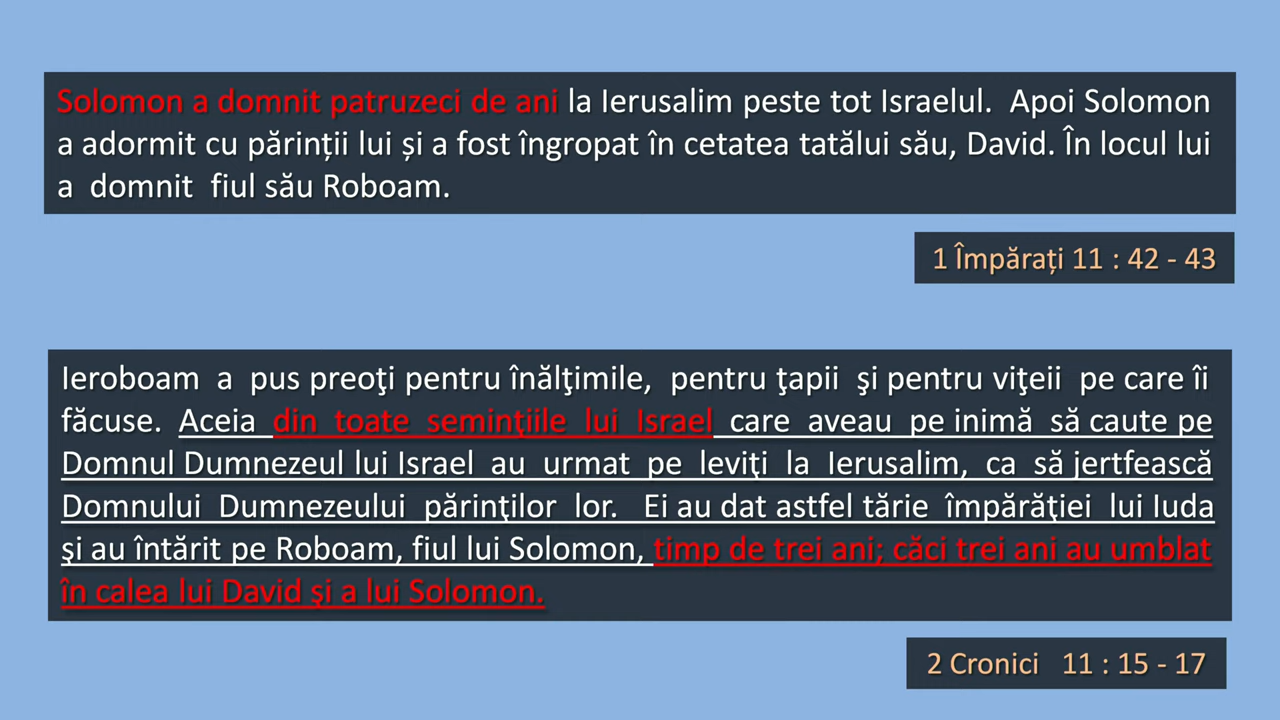 Solomon a domnit patruzeci de ani la Ierusalim peste tot Israelul. Apoi Solomon
a adormit cu părinții lui și a fost îngropat în cetatea tatălui său, David. În locul lui
a domnit fiul său Roboam.
1 Împărați 11 : 42 - 43
Ieroboam a pus preoţi pentru înălţimile, pentru ţapii şi pentru viţeii pe care îi
făcuse. Aceia din toate seminţiile lui Israel care aveau pe inimă să caute pe
Domnul Dumnezeul lui Israel au urmat pe leviţi la Ierusalim, ca să jertfească
Domnului Dumnezeului părinţilor lor. Ei au dat astfel tărie împărăţiei lui Iuda
şi au întărit pe Roboam, fiul lui Solomon, timp de trei ani; căci trei ani au umblat
în calea lui David şi a lui Solomon.
2 Cronici 11 : 15 - 17